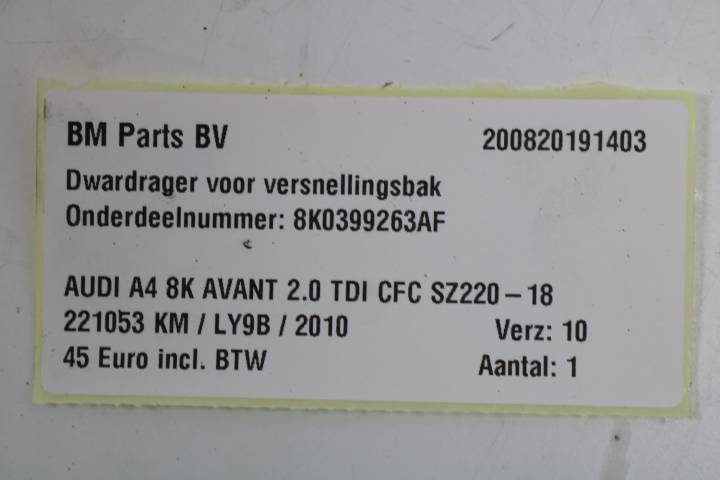 BM Parts BV 200820191403
Dwardrager voor versnellingsbak
Onderdeelnummer: 8K0399263AF
AUDI A4 8K AVANT 2.0 TDI CFC SZ220-18
221053 KM / LY9B / 2010 Verz: 10
45 Euro incl. BTW Aantal: 1